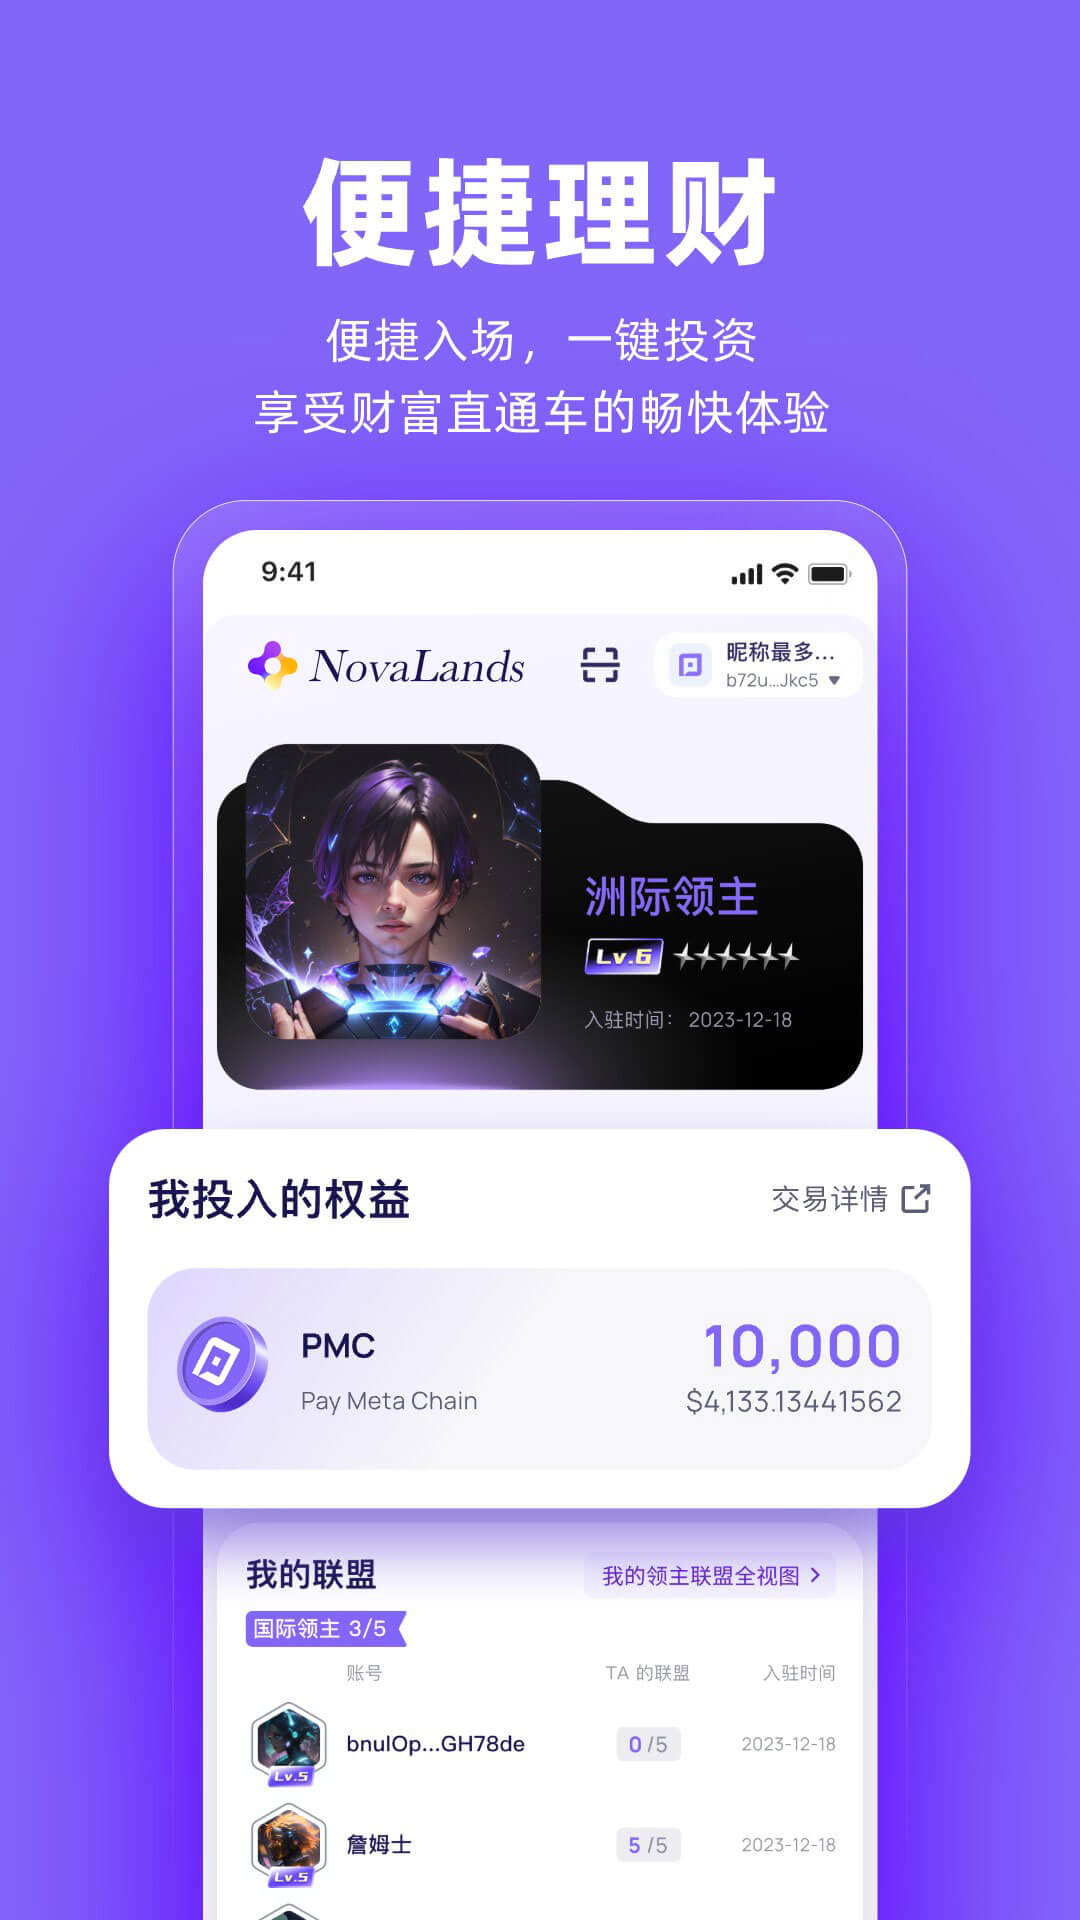 便捷理财
便捷入场，一键投资
享受财富直通车的畅快体验
9:41
NovaLands
昵称最多...
b72u...Jkc5
洲际领主
Lv.6
入驻时间： 2023-12-18
我投入的权益
交易详情
PMC
10,000
Pay Meta Chain
$4,133.13441562
我的联盟
我的领主联盟全视图
国际领主 3/5
账号
TA 的联盟
入驻时间
bnulOp...GH78de
0 /5
2023-12-18
Lv.5
詹姆士
5 /5
2023-12-18
Lv.5